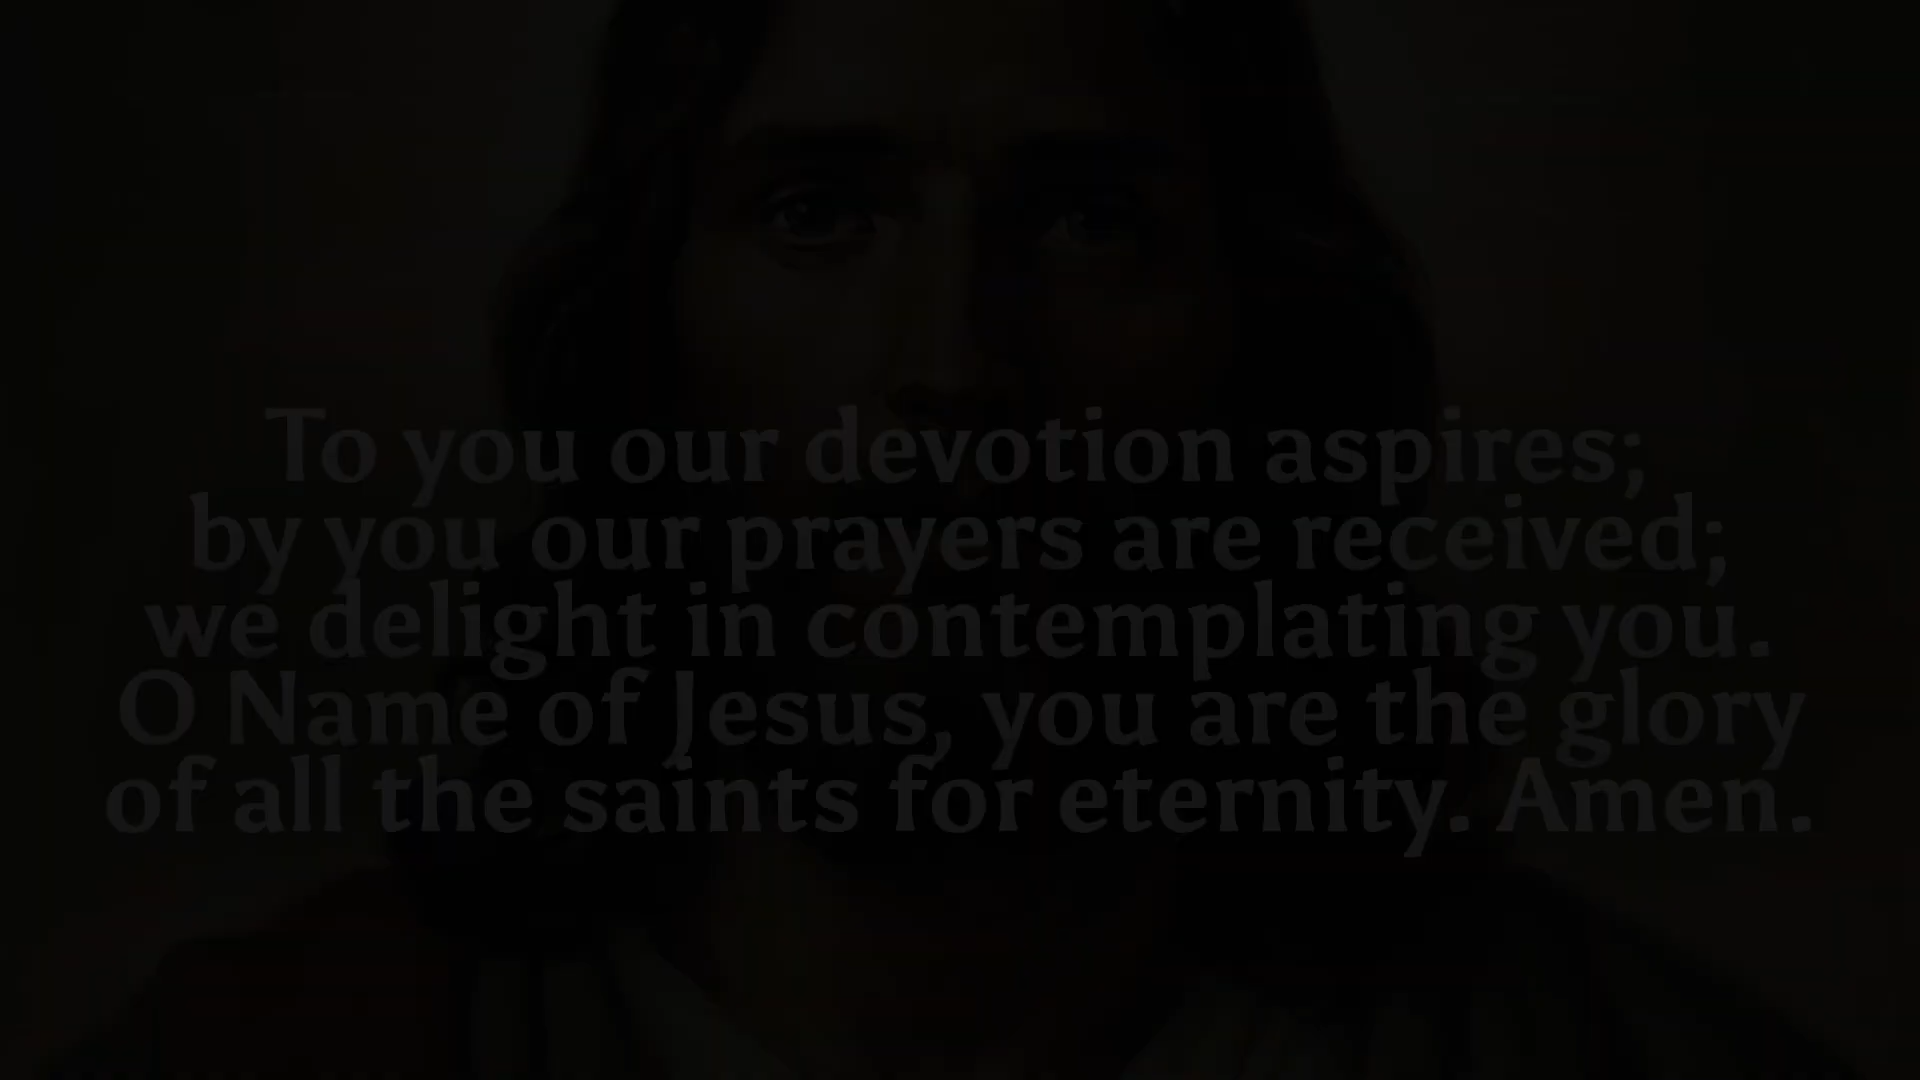 To you our devotion aspires;
by you our prayers are received;
we delight in contemplating you.
O Name of Jesus, you are the glory
of all the saints for eternity. Amen.